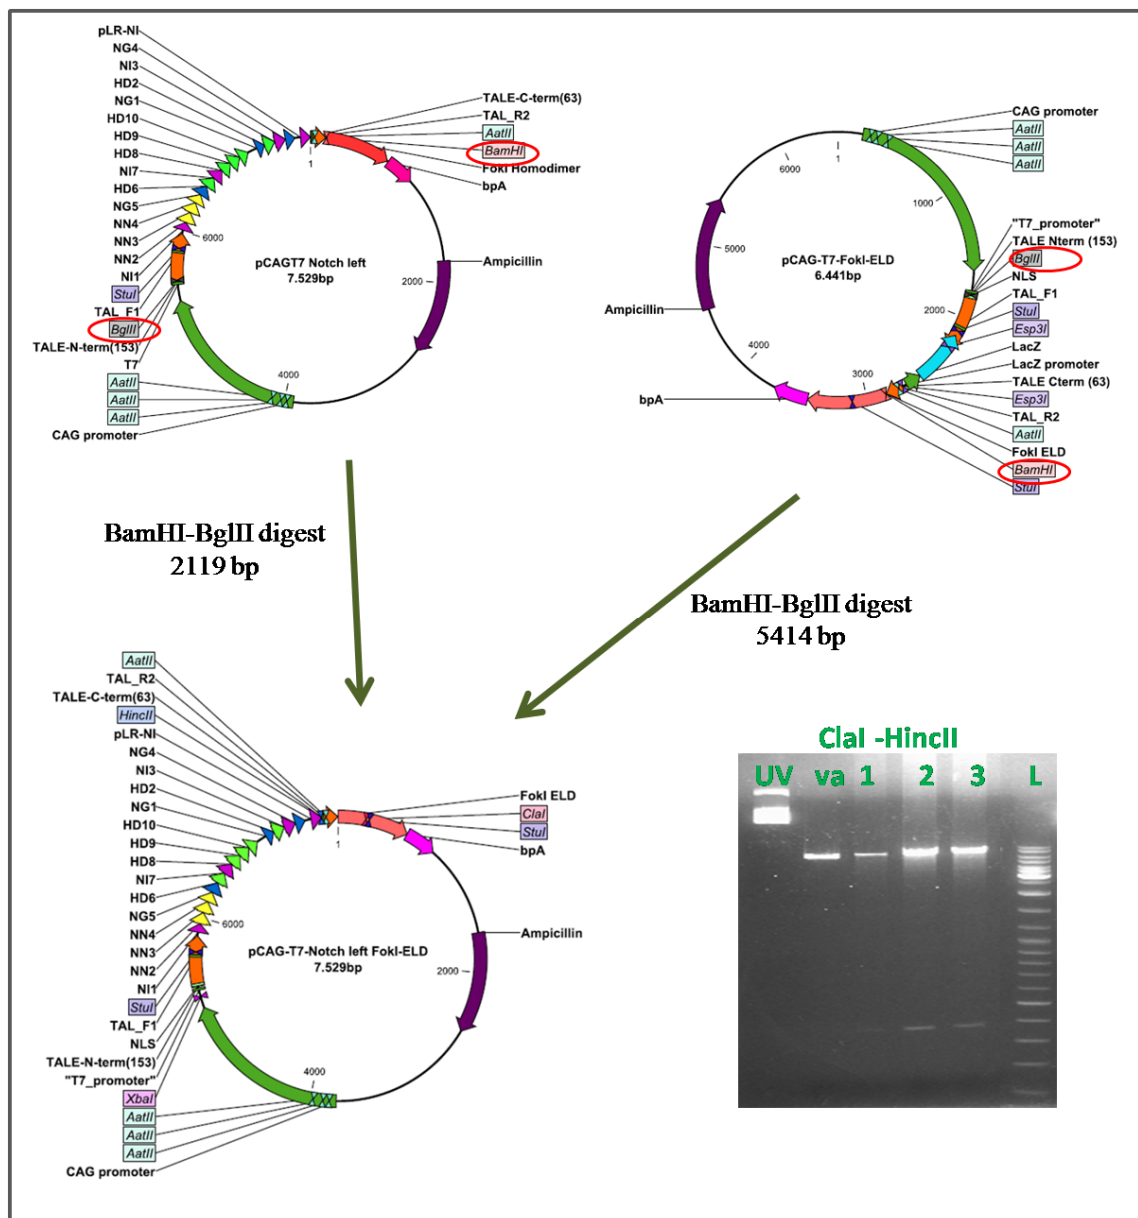 pLR-NI
NG4
NI3
HD2
NG1
HD10
HD9
HD8
NI7
HD6
NG5
NN4
NN3
NN2
NI1
StuI
TAL_F1
BglII
TALE-N-term(153)
T7
AatII
AatII
AatII
CAG promoter
TALE-C-term(63)
TAL_R2
AatII
BamHI
FokI Homodimer
bpA
Ampicillin
1
2000
4000
6000
pCAGT7 Notch left
7.529bp
CAG promoter
AatII
AatII
AatII
"T7_promoter"
TALE Nterm (153)
BglII
NLS
TAL_F1
StuI
Esp3I
LacZ
LacZ promoter
TALE Cterm (63)
Esp3I
TAL_R2
AatII
FokI ELD
BamHI
StuI
bpA
Ampicillin
1
1000
2000
3000
4000
5000
6000
pCAG-T7-FokI-ELD
6.441bp
BamHI-BglII digest
2119 bp
BamHI-BglII digest
5414 bp
AatII
TAL_R2
TALE-C-term(63)
HincII
pLR-NI
NG4
NI3
HD2
NG1
HD10
HD9
HD8
NI7
HD6
NG5
NN4
NN3
NN2
NI1
StuI
TAL_F1
NLS
TALE-N-term(153)
"T7_promoter"
XbaI
AatII
AatII
AatII
CAG promoter
FokI ELD
ClaI
StuI
bpA
Ampicillin
1
2000
4000
6000
pCAG-T7-Notch left FokI-ELD
7.529bp
ClaI -HincII
UV va 1 2 3 L